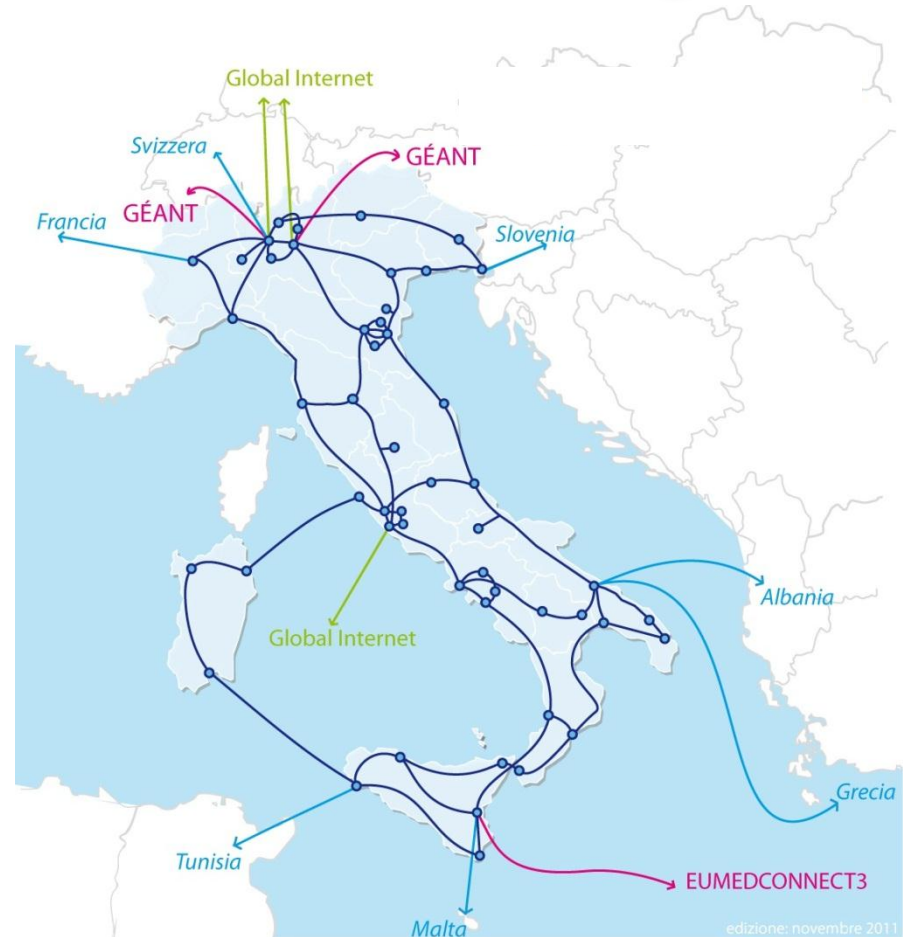 Global Internet
Svizzera
GÉANT
GÉANT
Francia
Slovenia
Albania
Global Internet
Grecia
Tunisia
EUMEDCONNECT3
Malta
edizione: novembre 2011